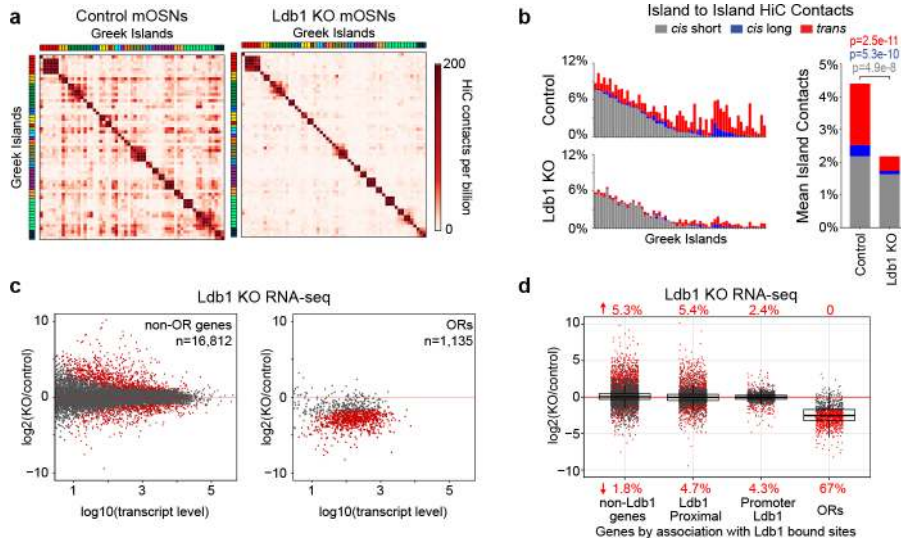 a
Control mOSNs
Ldb1 KO mOSNs
Greek Islands
Greek Islands
Greek Islands
200
HiC contacts per billion
0
b
Island to Island HiC Contacts
cis short
cis long
trans
12%
6%
0%
Control
12%
6%
0%
Ldb1 KO
Greek Islands
p=2.5e-11
p=5.3e-10
p=4.9e-8
5%
4%
3%
2%
1%
0%
Mean Island Contacts
Control
Ldb1 KO
c
Ldb1 KO RNA-seq
non-OR genes
n=16,812
ORs
n=1,135
10
0
−10
log2(KO/control)
1
3
5
log10(transcript level)
10
0
−10
log2(KO/control)
1
3
5
log10(transcript level)
d
Ldb1 KO RNA-seq
↑ 5.3%
5.4%
2.4%
0
10
5
0
−5
−10
log2(KO/control)
↓ 1.8%
4.7%
4.3%
67%
non-Ldb1 genes
Ldb1 Proximal
Promoter Ldb1
ORs
Genes by association with Ldb1 bound sites